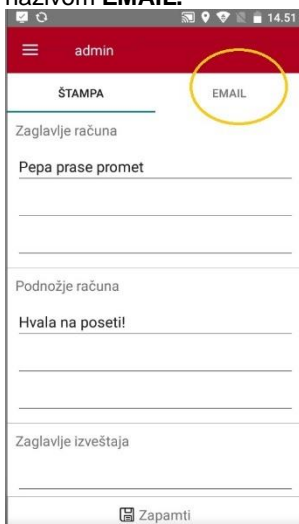 nazivom EMAIL.
14.51
admin
ŠTAMPA EMAIL
Zaglavlje računa
Pepa prase promet
Podnožje računa
Hvala na poseti!
Zaglavlje izveštaja
Zapamti